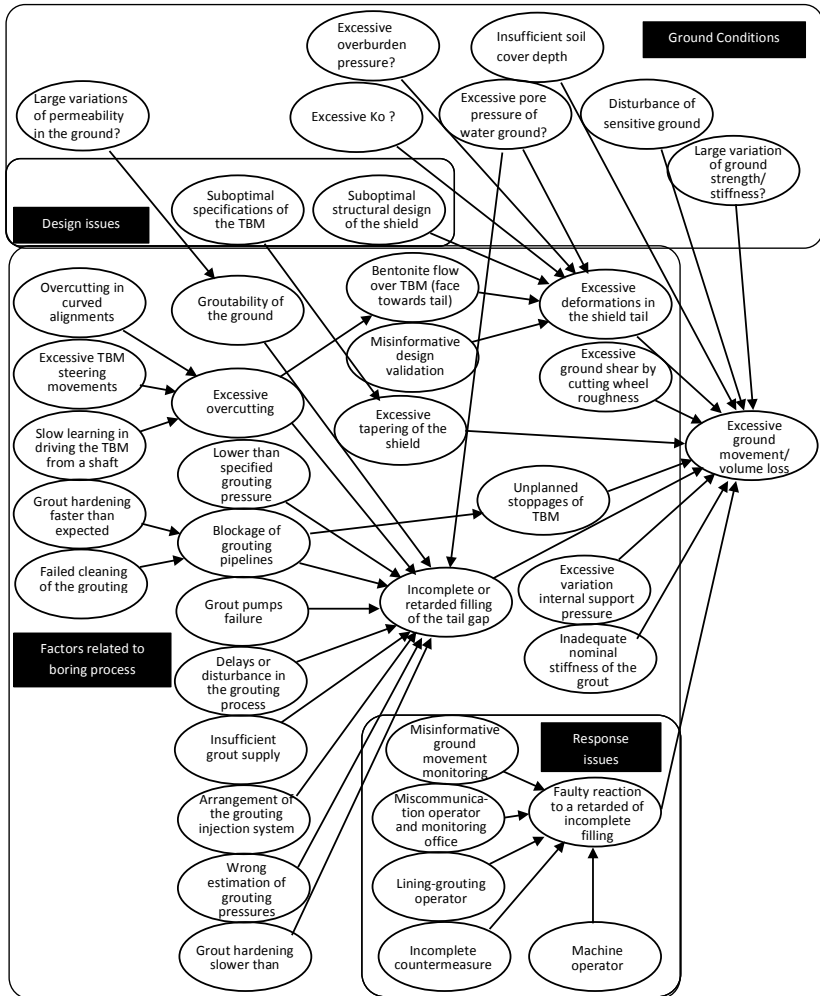 Excessive
overburden
pressure?
Insufficient soil
cover depth
Ground Conditions
Large variations
of permeability
in the ground?
Excessive Ko ?
Excessive pore
pressure of
water ground?
Disturbance of
sensitive ground
Large variation
of ground
strength/
stiffness?
Design issues
Suboptimal
specifications of
the TBM
Suboptimal
structural design
of the shield
Overcutting in
curved
alignments
Groutability of
the ground
Bentonite flow
over TBM (face
towards tail)
Excessive
deformations in
the shield tail
Misinformative
design
validation
Excessive TBM
steering
movements
Excessive
overcutting
Excessive
ground shear by
cutting wheel
roughness
Slow learning in
driving the TBM
from a shaft
Excessive
tapering of the
shield
Excessive
ground
movement/
volume loss
Lower than
specified
grouting
pressure
Grout hardening
faster than
expected
Blockage of
grouting
pipelines
Unplanned
stoppages of
TBM
Failed cleaning
of the grouting
Grout pumps
failure
Incomplete or
retarded filling
of the tail gap
Excessive
variation
internal support
pressure
Factors related to
boring process
Delays or
disturbance in
the grouting
process
Inadequate
nominal
stiffness of the
grout
Insufficient
grout supply
Misinformative
ground
movement
monitoring
Response
issues
Arrangement of
the grouting
injection system
Miscommunica-
tion operator
and monitoring
office
Faulty reaction
to a retarded of
incomplete
filling
Wrong
estimation of
grouting
pressures
Lining-grouting
operator
Grout hardening
slower than
Incomplete
countermeasure
Machine
operator